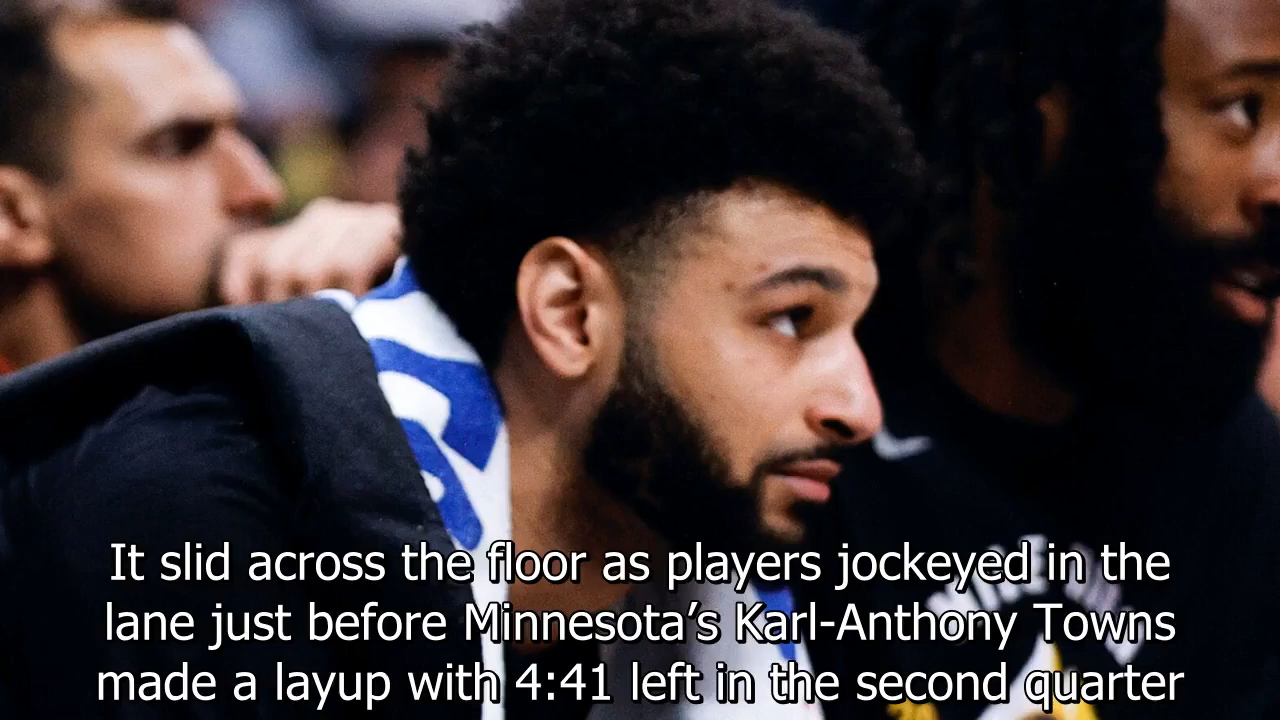 It slid across the floor as players jockeyed in the
lane just before Minnesota’s Karl-Anthony Towns
made a layup with 4:41 left in the second quarter